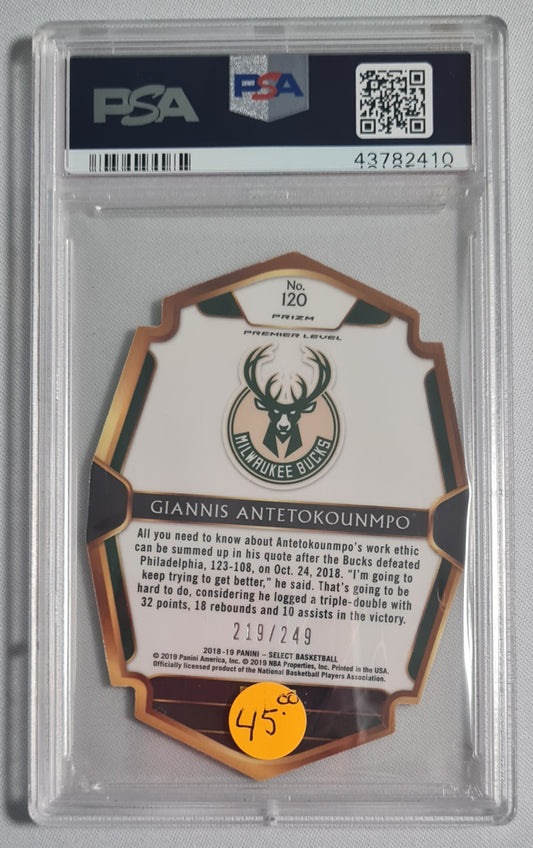 PSA
PSA
43782410
No.
120
PRIZM
PREMIER LEVEL
MILWAUKEE BUCKS
GIANNIS ANTETOKOUNMPO
All you need to know about Antetokounmpo's work ethic
can be summed up in his quote after the Bucks defeated
Philadelphia, 123-108, on Oct. 24, 2018. "I'm going to
keep trying to get better," he said. That's going to be
hard to do, considering he logged a triple-double with
32 points, 18 rebounds and 10 assists in the victory.
219/249
2018-19 PANINI – SELECT BASKETBALL
© 2019 Panini America, Inc. © 2019 NBA Properties, Inc. Printed in the USA.
Officially licensed product of the National Basketball Players Association.
45.00